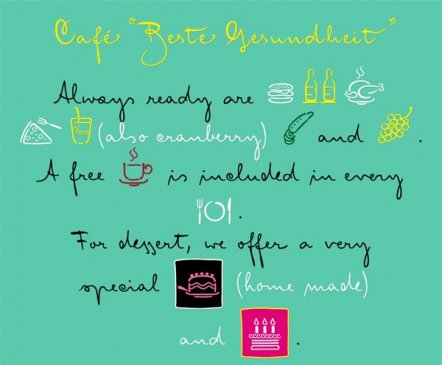 Café "Beste Gesundheit"
Always ready are
(also cranberry) and .
A free is included in every
.
For dessert, we offer a very
special (home made)
and .